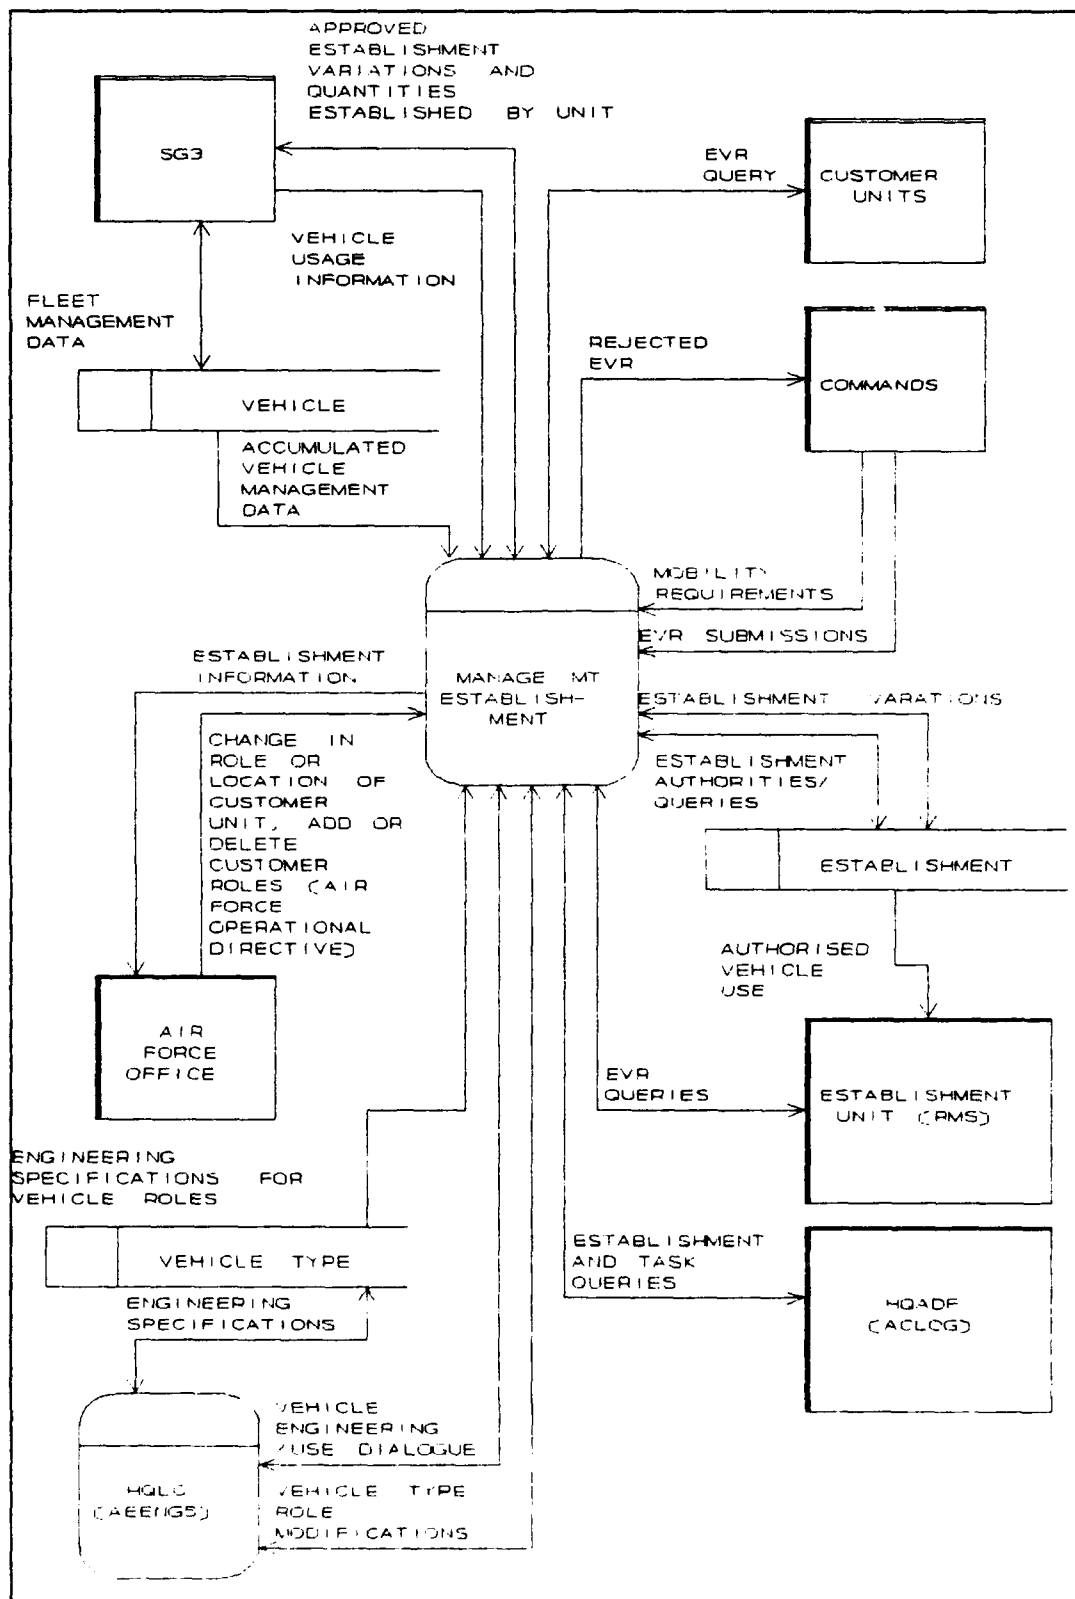 APPROVED
ESTABLISHMENT
VARIATIONS AND
QUANTITIES
ESTABLISHED BY UNIT
SG3
EVR
QUERY
CUSTOMER
UNITS
VEHICLE
USAGE
INFORMATION
FLEET
MANAGEMENT
DATA
REJECTED
EVR
COMMANDS
VEHICLE
ACCUMULATED
VEHICLE
MANAGEMENT
DATA
MOBILITY
REQUIREMENTS
EVR SUBMISSIONS
ESTABLISHMENT
INFORMATION
MANAGE MT
ESTABLISH-
MENT
ESTABLISHMENT VARATIONS
CHANGE IN
ROLE OR
LOCATION OF
CUSTOMER
UNIT, ADD OR
DELETE
CUSTOMER
ROLES (AIR
FORCE
OPERATIONAL
DIRECTIVE)
ESTABLISHMENT
AUTHORITIES/
QUERIES
ESTABLISHMENT
AUTHORISED
VEHICLE
USE
AIR
FORCE
OFFICE
EVR
QUERIES
ESTABLISHMENT
UNIT (RMS)
ENGINEERING
SPECIFICATIONS FOR
VEHICLE ROLES
VEHICLE TYPE
ESTABLISHMENT
AND TASK
QUERIES
HQADF
(ACLOG)
ENGINEERING
SPECIFICATIONS
VEHICLE
ENGINEERING
/USE DIALOGUE
HQLC
(AEENG5)
VEHICLE TYPE
ROLE
MODIFICATIONS